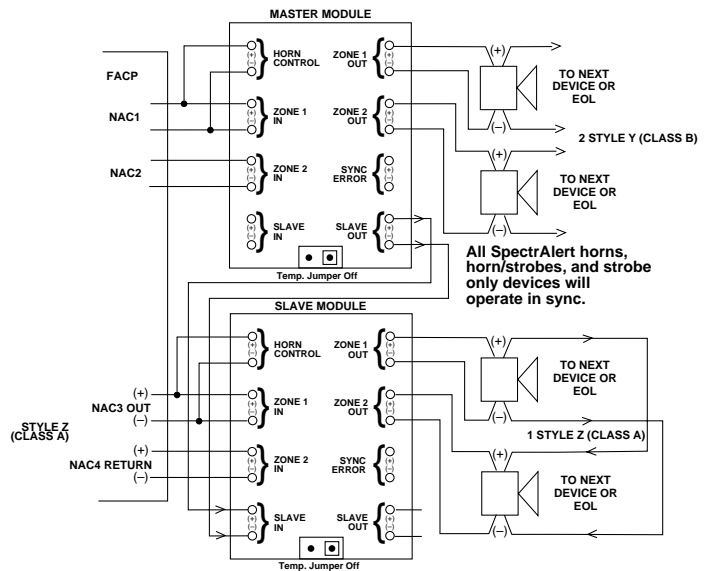 MASTER MODULE
FACP
NAC1
NAC2
(+)
(−)
HORN
CONTROL
(+)
(−)
ZONE 1
IN
(+)
(−)
ZONE 2
IN
(+)
(−)
SLAVE
IN
ZONE 1
OUT
(+)
(−)
ZONE 2
OUT
(+)
(−)
SYNC
ERROR
(+)
(−)
SLAVE
OUT
(+)
(−)
Temp. Jumper Off
(+)
(−)
TO NEXT
DEVICE OR
EOL
2 STYLE Y (CLASS B)
(+)
(−)
TO NEXT
DEVICE OR
EOL
All SpectrAlert horns,
horn/strobes, and strobe
only devices will
operate in sync.
SLAVE MODULE
STYLE Z
(CLASS A)
(+)
NAC3 OUT
(−)
(+)
NAC4 RETURN
(−)
(+)
(−)
HORN
CONTROL
(+)
(−)
ZONE 1
IN
(+)
(−)
ZONE 2
IN
(+)
(−)
SLAVE
IN
ZONE 1
OUT
(+)
(−)
ZONE 2
OUT
(+)
(−)
SYNC
ERROR
(+)
(−)
SLAVE
OUT
(+)
(−)
Temp. Jumper Off
(+)
(−)
TO NEXT
DEVICE OR
EOL
1 STYLE Z (CLASS A)
(+)
(−)
TO NEXT
DEVICE OR
EOL